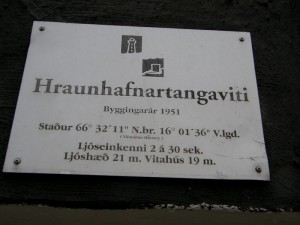 Hraunhafnartangaviti
Byggingarár 1951
Staður 66° 32´11" N.br. 16° 01´36" V.lgd.
Ljóseinkenni 2 á 30 sek.
Ljóshæð 21 m. Vitahús 19 m.